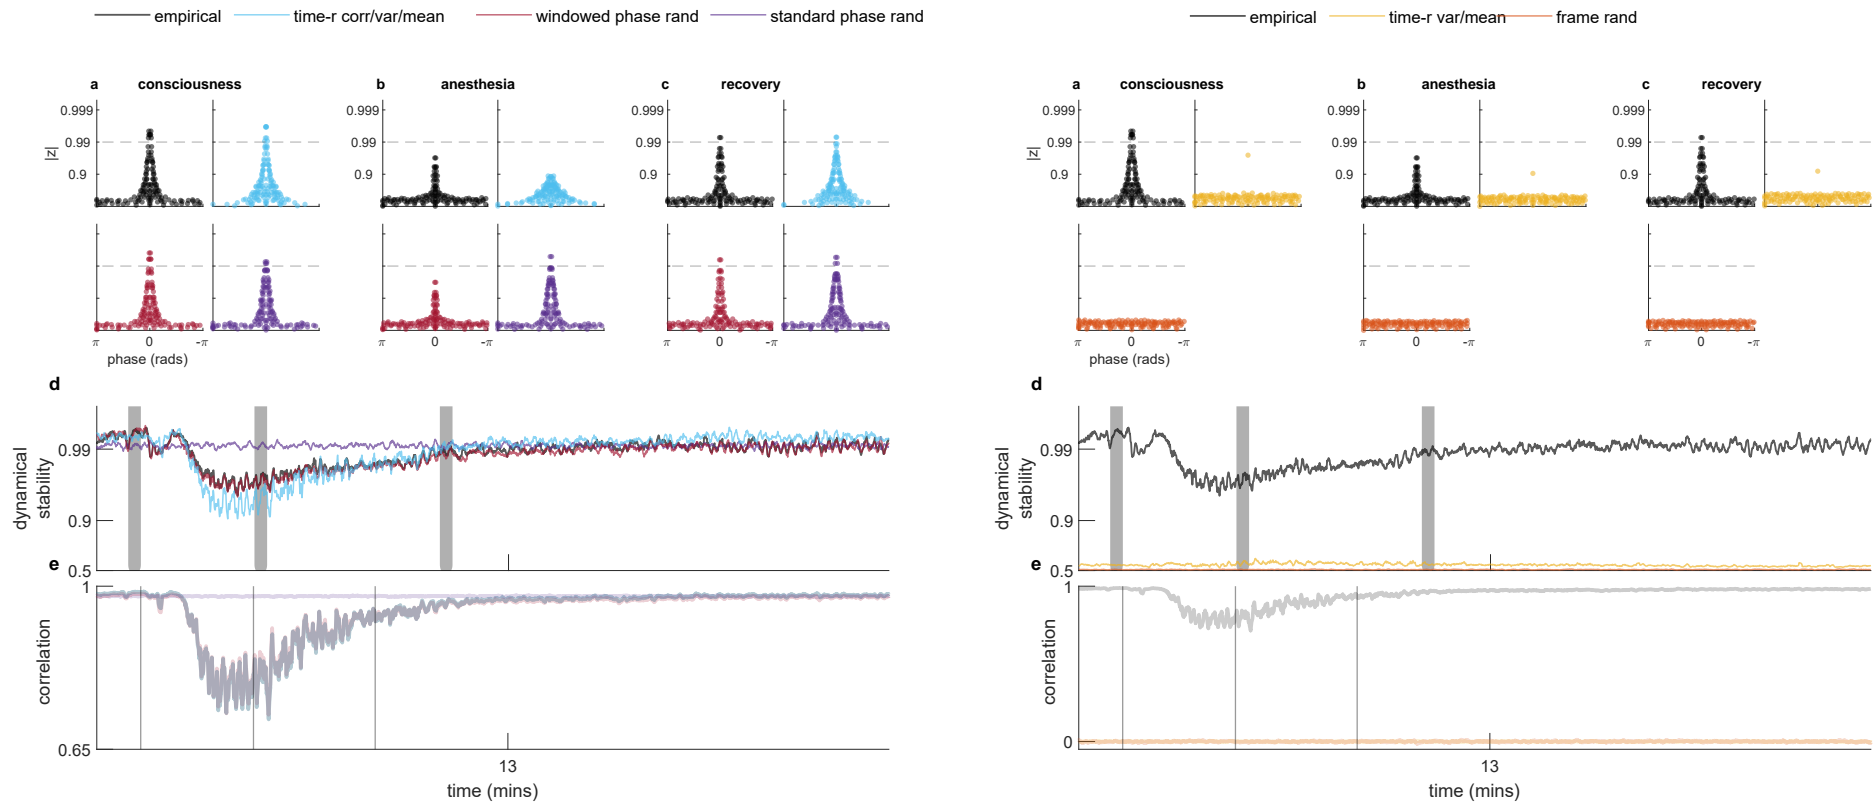 empirical time-r corr/var/mean windowed phase rand standard phase rand
a consciousness b anesthesia c recovery
0.999 0.999 0.999
0.99 0.99 0.99
|z|
0.9 0.9 0.9
π 0 -π π 0 -π π 0 -π
phase (rads)
d
0.99
dynamical
stability
0.9
0.5
e
1
correlation
0.65
13
time (mins)
empirical time-r var/mean frame rand
a consciousness b anesthesia c recovery
0.999 0.999 0.999
0.99 0.99 0.99
|z|
0.9 0.9 0.9
π 0 -π π 0 -π π 0 -π
phase (rads)
d
0.99
dynamical
stability
0.9
0.5
e
1
correlation
0
13
time (mins)